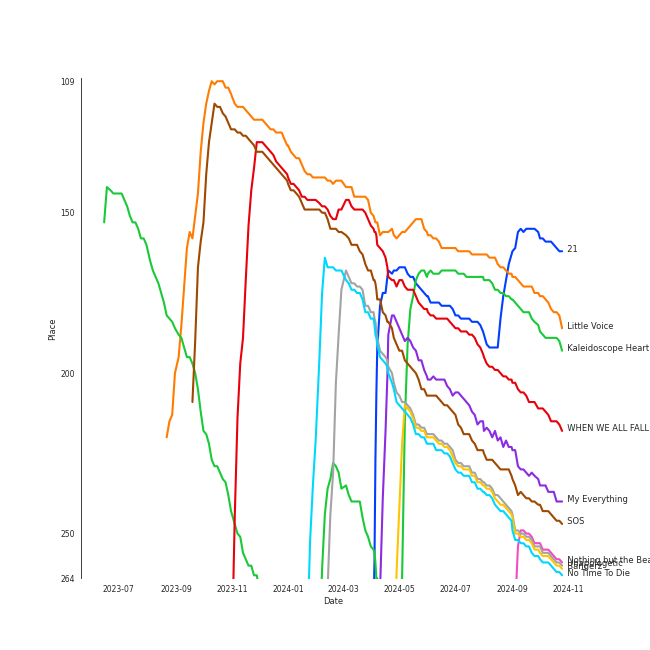 109
150
200
250
264
Place
2023-07
2023-09
2023-11
2024-01
2024-03
2024-05
2024-07
2024-09
2024-11
Date
21
Little Voice
Kaleidoscope Heart
WHEN WE ALL FALL
My Everything
SOS
Nothing but the Bea
No Time To Die